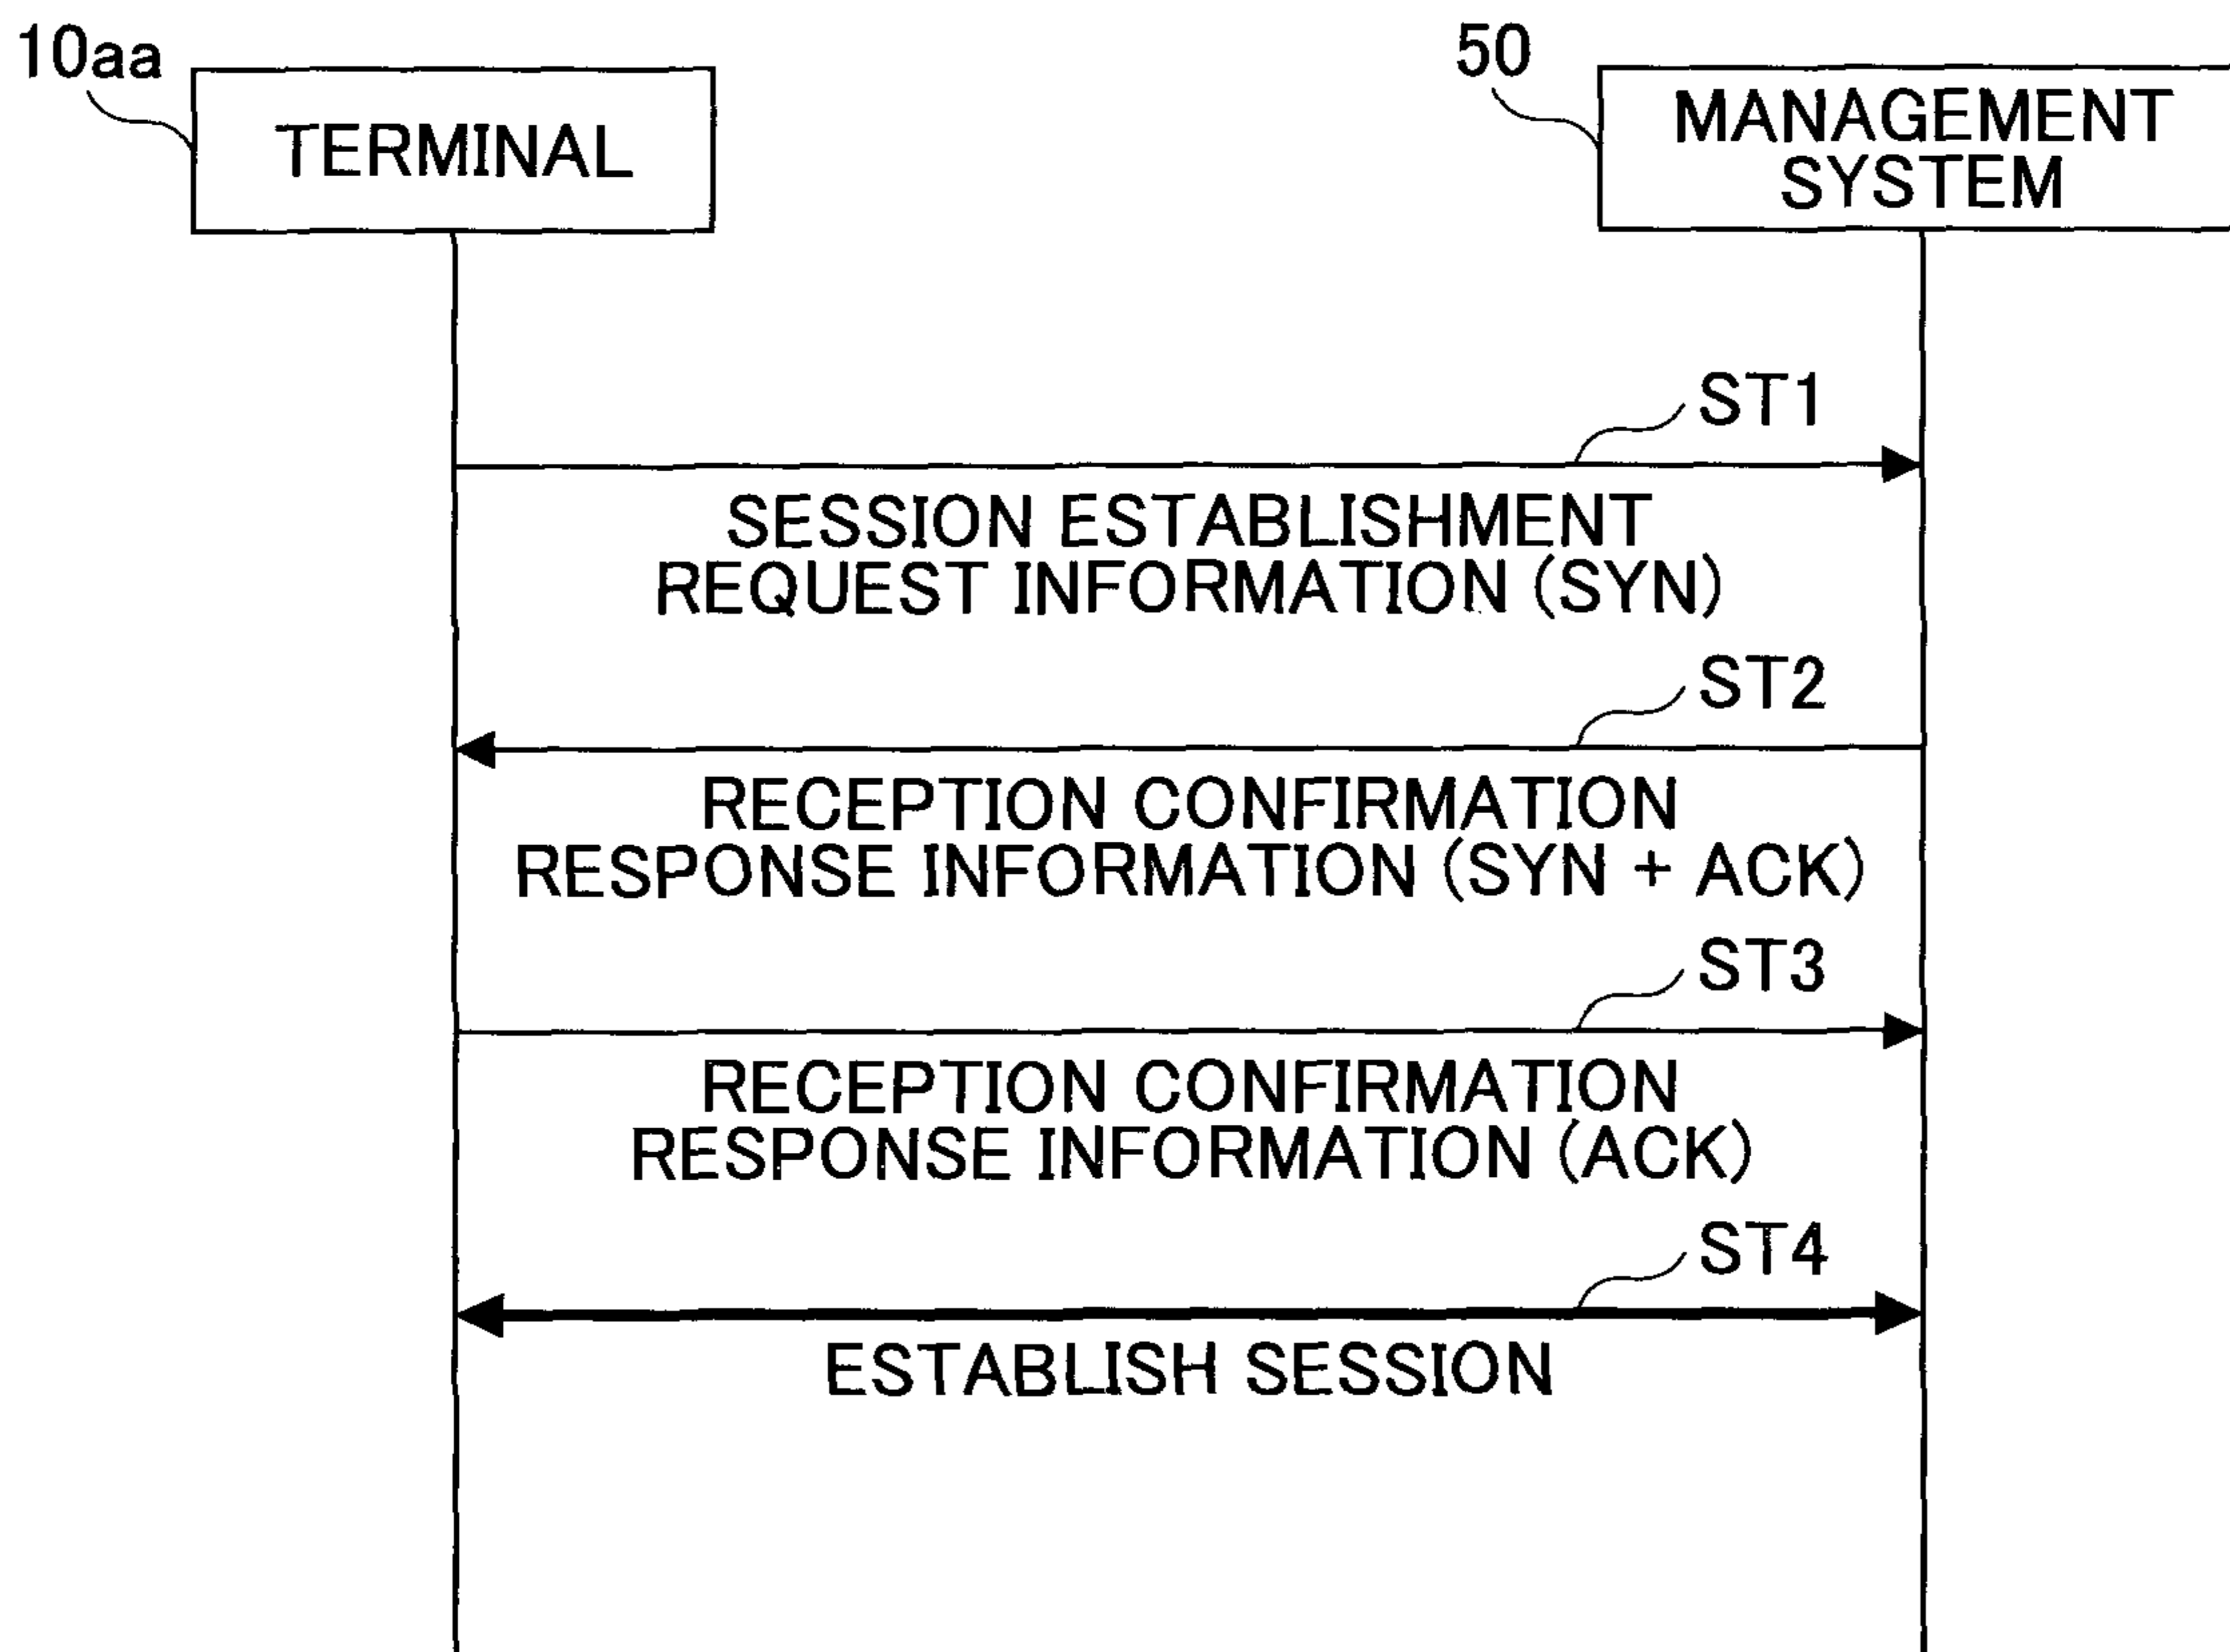 10aa
TERMINAL
50
MANAGEMENT
SYSTEM
ST1
SESSION ESTABLISHMENT
REQUEST INFORMATION (SYN)
ST2
RECEPTION CONFIRMATION
RESPONSE INFORMATION (SYN + ACK)
ST3
RECEPTION CONFIRMATION
RESPONSE INFORMATION (ACK)
ST4
ESTABLISH SESSION